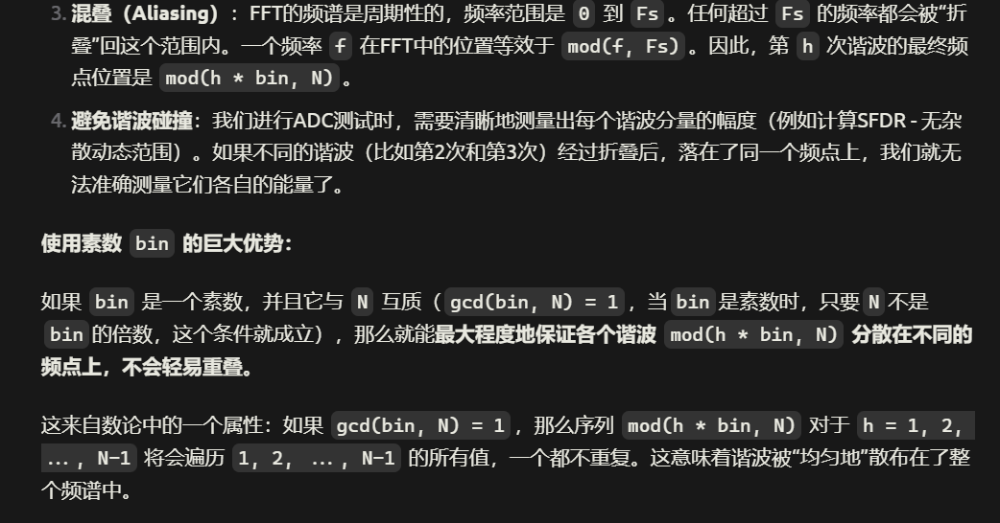 3. 混叠（Aliasing）：FFT的频谱是周期性的，频率范围是 0 到 Fs。任何超过 Fs 的频率都会被“折
叠”回这个范围内。一个频率 f 在FFT中的位置等效于 mod(f, Fs)。因此，第 h 次谐波的最终频
点位置是 mod(h * bin, N)。
4. 避免谐波碰撞：我们进行ADC测试时，需要清晰地测量出每个谐波分量的幅度（例如计算SFDR - 无杂
散动态范围）。如果不同的谐波（比如第2次和第3次）经过折叠后，落在了同一个频点上，我们就无
法准确测量它们各自的能量了。
使用素数 bin 的巨大优势：
如果 bin 是一个素数，并且它与 N 互质（gcd(bin, N) = 1，当bin是素数时，只要N不是
bin的倍数，这个条件就成立），那么就能最大程度地保证各个谐波 mod(h * bin, N) 分散在不同的
频点上，不会轻易重叠。
这来自数论中的一个属性：如果 gcd(bin, N) = 1，那么序列 mod(h * bin, N) 对于 h = 1, 2,
..., N-1 将会遍历 1, 2, ..., N-1 的所有值，一个都不重复。这意味着谐波被“均匀地”散布在了整
个频谱中。